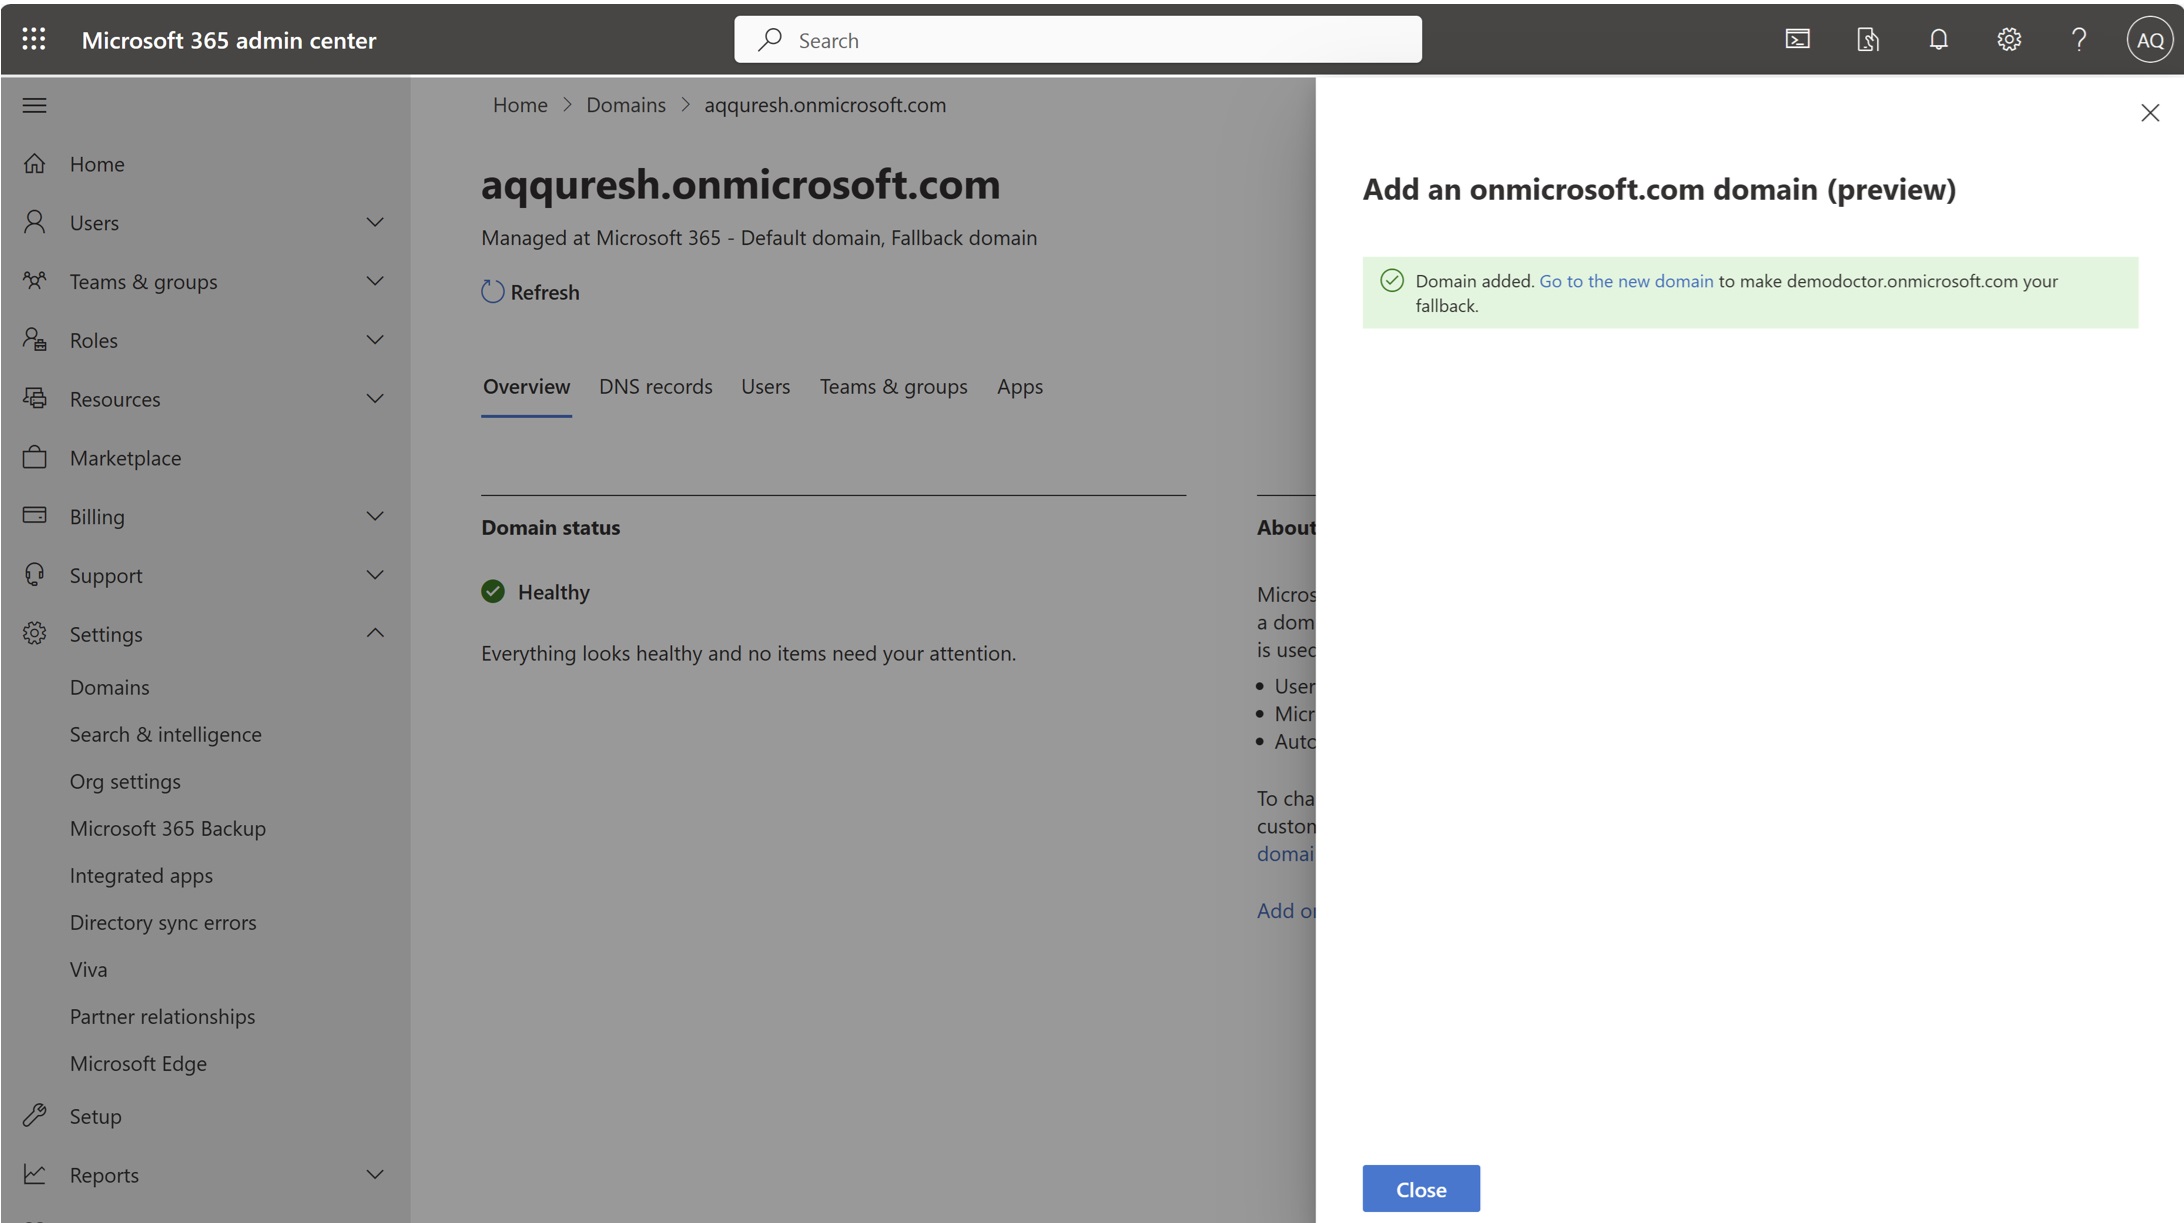 Microsoft 365 admin center
Search
AQ
Home
Users
Teams & groups
Roles
Resources
Marketplace
Billing
Support
Settings
Domains
Search & intelligence
Org settings
Microsoft 365 Backup
Integrated apps
Directory sync errors
Viva
Partner relationships
Microsoft Edge
Setup
Reports
Home > Domains > aqquresh.onmicrosoft.com
aqquresh.onmicrosoft.com
Managed at Microsoft 365 - Default domain, Fallback domain
Refresh
Overview DNS records Users Teams & groups Apps
Domain status
Healthy
Everything looks healthy and no items need your attention.
About
Micros
a dom
is used
• User
• Micr
• Auto
To cha
custom
domai
Add o
Add an onmicrosoft.com domain (preview)
Domain added. Go to the new domain to make demodoctor.onmicrosoft.com your
fallback.
Close